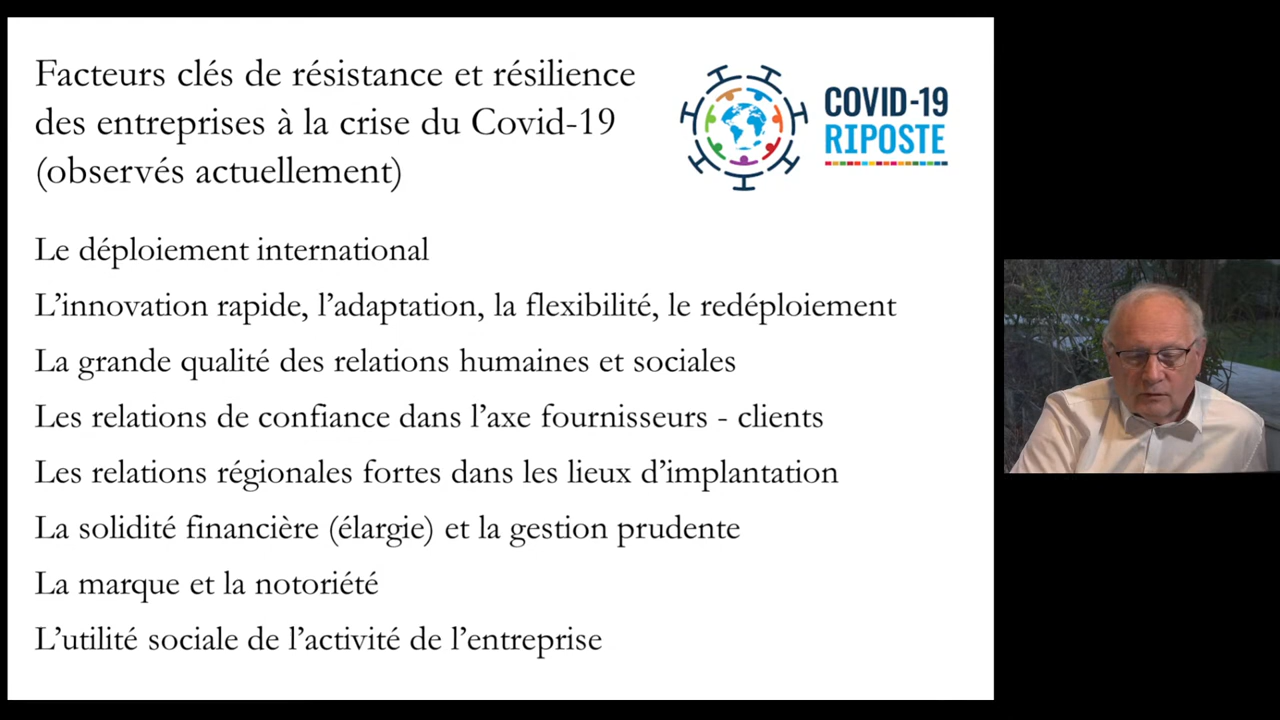 Facteurs clés de résistance et résilience
des entreprises à la crise du Covid-19
(observés actuellement)
COVID-19
RIPOSTE
Le déploiement international
L’innovation rapide, l’adaptation, la flexibilité, le redéploiement
La grande qualité des relations humaines et sociales
Les relations de confiance dans l’axe fournisseurs - clients
Les relations régionales fortes dans les lieux d’implantation
La solidité financière (élargie) et la gestion prudente
La marque et la notoriété
L’utilité sociale de l’activité de l’entreprise